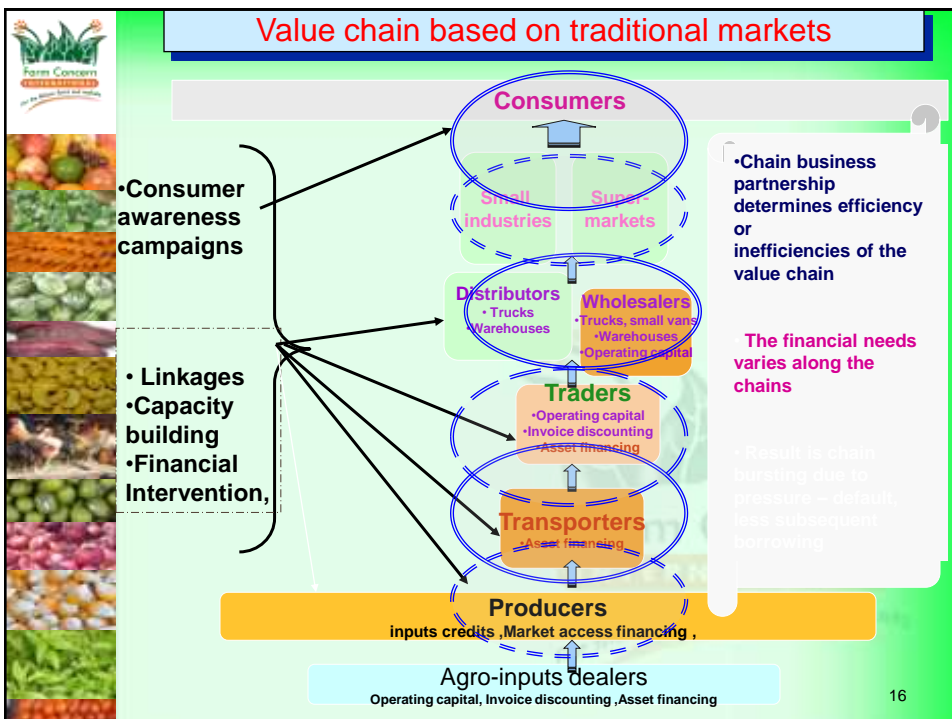 Value chain based on traditional markets
Farm Concern
INTERNATIONAL
Consumers
•Consumer
awareness
campaigns
• Linkages
•Capacity
building
•Financial
Intervention,
Small
industries
Super-
markets
Distributors
• Trucks
•Warehouses
Wholesalers
•Trucks, small vans
•Warehouses
•Operating capital
Traders
•Operating capital
•Invoice discounting
•Asset financing
Transporters
•Asset financing
Producers
inputs credits ,Market access financing ,
Agro-inputs dealers
Operating capital, Invoice discounting ,Asset financing
•Chain business
partnership
determines efficiency
or
inefficiencies of the
value chain
• The financial needs
varies along the
chains
• Result is chain
bursting due to
pressure – default,
less subsequent
borrowing
16